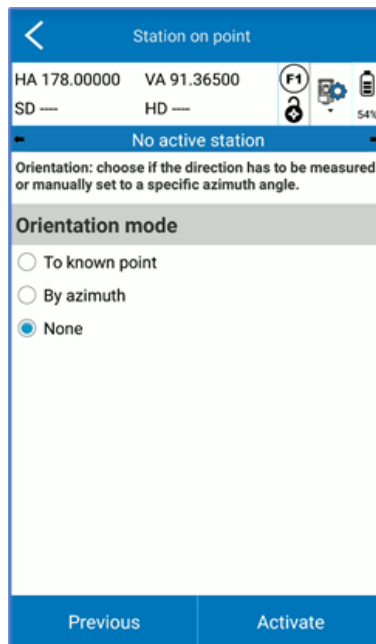 Station on point
HA 178.00000 VA 91.36500 F1
SD ---- HD ----
54%
No active station
Orientation: choose if the direction has to be measured
or manually set to a specific azimuth angle.
Orientation mode
To known point
By azimuth
None
Previous Activate